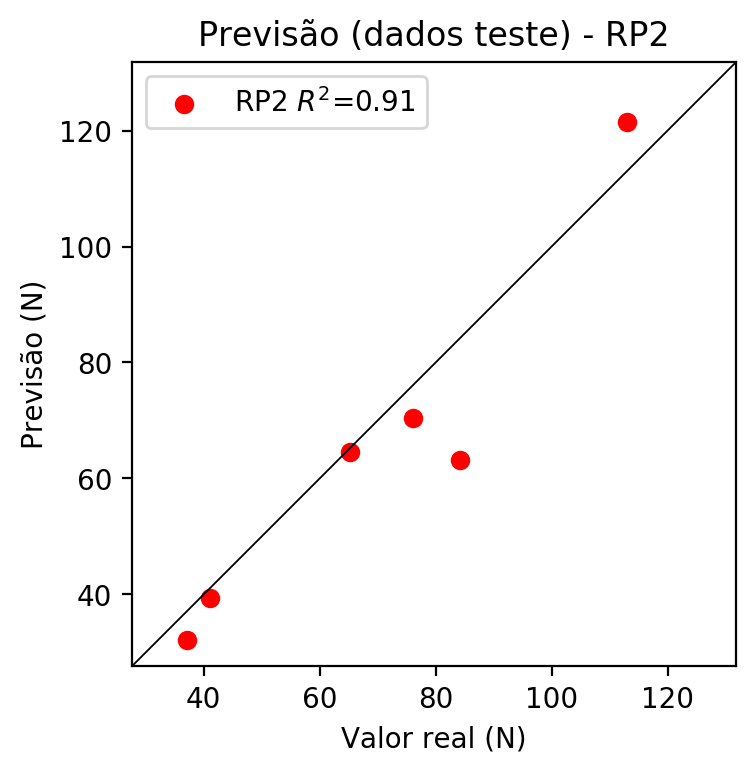 Previsão (dados teste) - RP2
RP2 R²=0.91
120
100
80
60
40
Previsão (N)
40 60 80 100 120
Valor real (N)